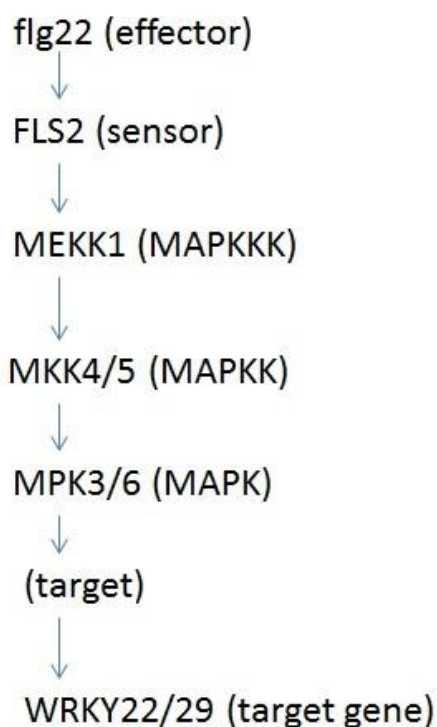 flg22 (effector)
FLS2 (sensor)
MEKK1 (MAPKKK)
MKK4/5 (MAPKK)
MPK3/6 (MAPK)
(target)
WRKY22/29 (target gene)